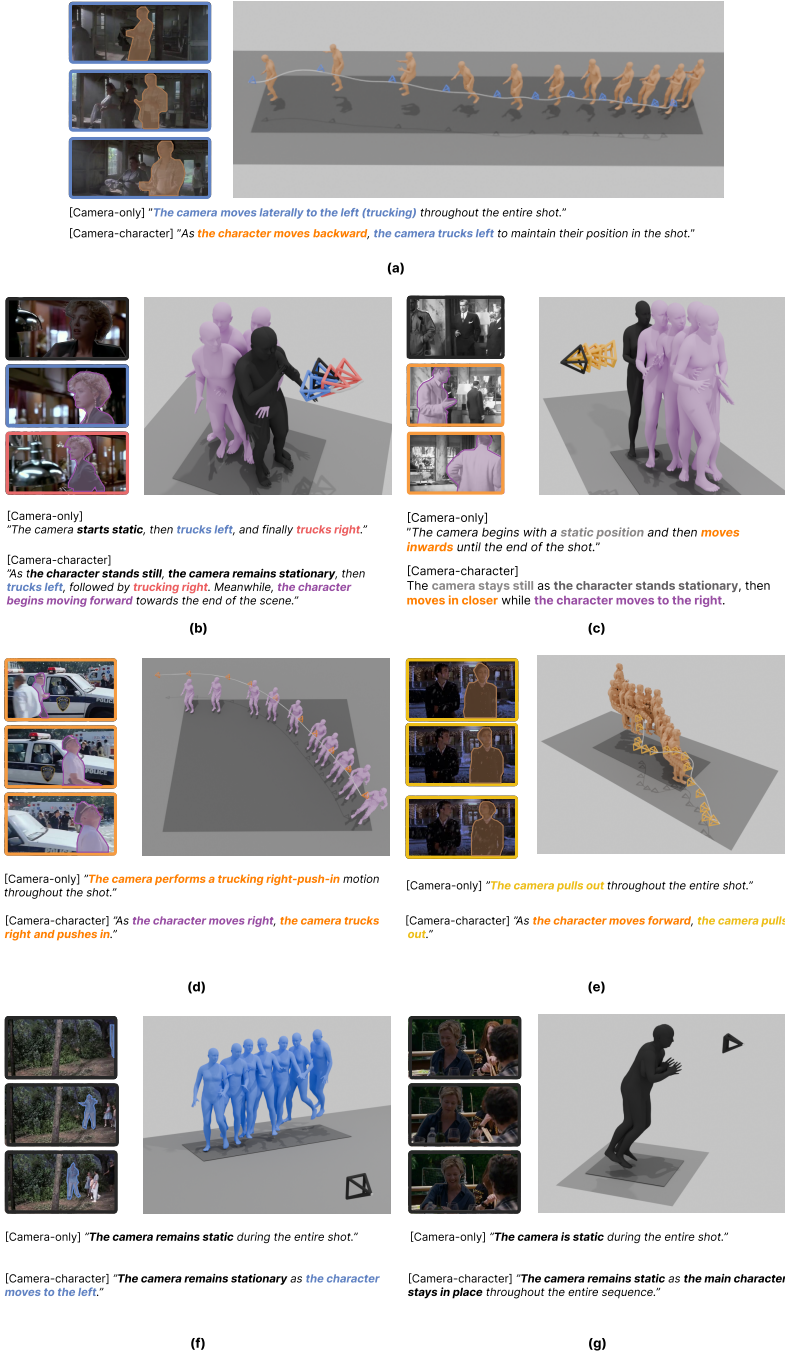 [Camera-only] "The camera moves laterally to the left (trucking) throughout the entire shot."
[Camera-character] "As the character moves backward, the camera trucks left to maintain their position in the shot."
(a)
[Camera-only]
"The camera starts static, then trucks left, and finally trucks right."
[Camera-character]
"As the character stands still, the camera remains stationary, then
trucks left, followed by trucking right. Meanwhile, the character
begins moving forward towards the end of the scene."
(b)
[Camera-only]
"The camera begins with a static position and then moves
inwards until the end of the shot."
[Camera-character]
The camera stays still as the character stands stationary, then
moves in closer while the character moves to the right.
(c)
POLICE
POLICE
[Camera-only] "The camera performs a trucking right-push-in motion
throughout the shot."
[Camera-character] "As the character moves right, the camera trucks
right and pushes in."
(d)
[Camera-only] "The camera pulls out throughout the entire shot."
[Camera-character] "As the character moves forward, the camera pulls
out."
(e)
[Camera-only] "The camera remains static during the entire shot."
[Camera-character] "The camera remains stationary as the character
moves to the left."
(f)
[Camera-only] "The camera is static during the entire shot."
[Camera-character] "The camera remains static as the main character
stays in place throughout the entire sequence."
(g)